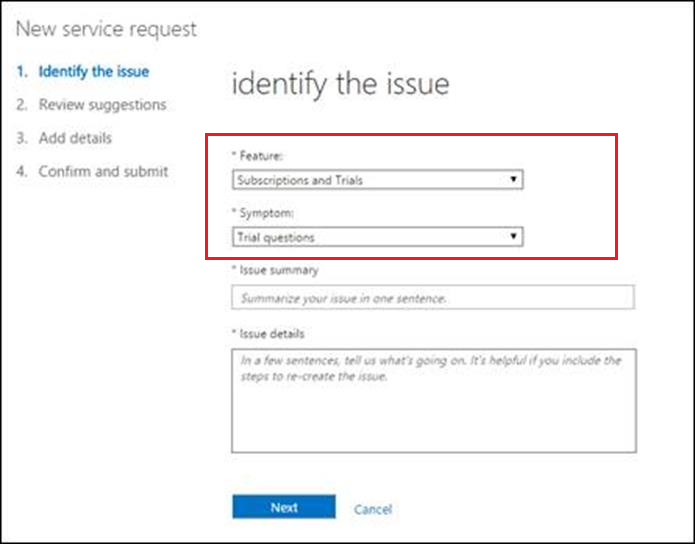 New service request
1. Identify the issue
2. Review suggestions
3. Add details
4. Confirm and submit
identify the issue
* Feature:
Subscriptions and Trials
* Symptom:
Trial questions
* Issue summary
Summarize your issue in one sentence.
* Issue details
In a few sentences, tell us what's going on. It's helpful if you include the
steps to re-create the issue.
Next
Cancel